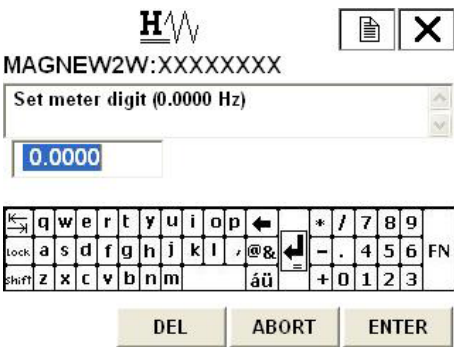 H
MAGNEW2W:XXXXXXXX
Set meter digit (0.0000 Hz)
0.0000
q w e r t y u i o p * / 7 8 9
Lock a s d f g h j k l , @& - . 4 5 6 FN
shift z x c v b n m áü = + 0 1 2 3
DEL ABORT ENTER